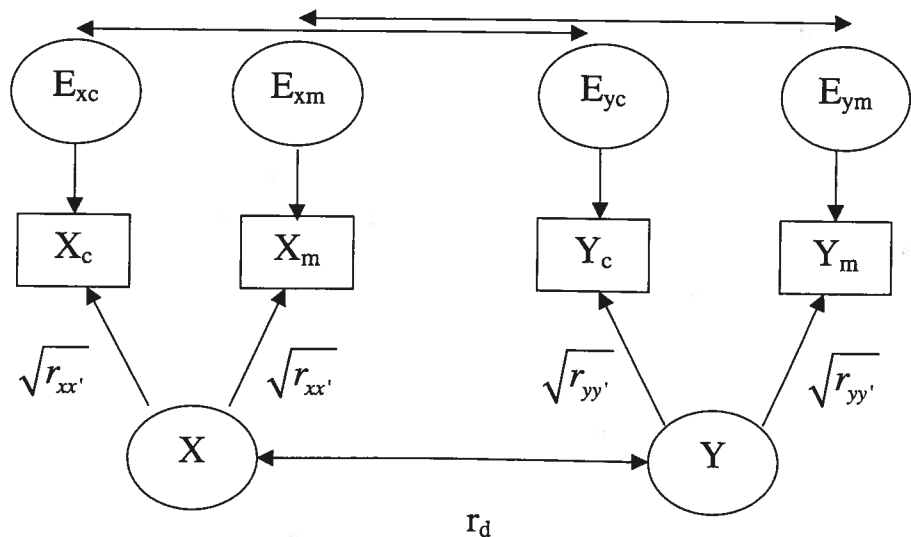 E_xc E_xm E_yc E_ym
X_c X_m Y_c Y_m
√r_xx' √r_xx' √r_yy' √r_yy'
X Y
r_d